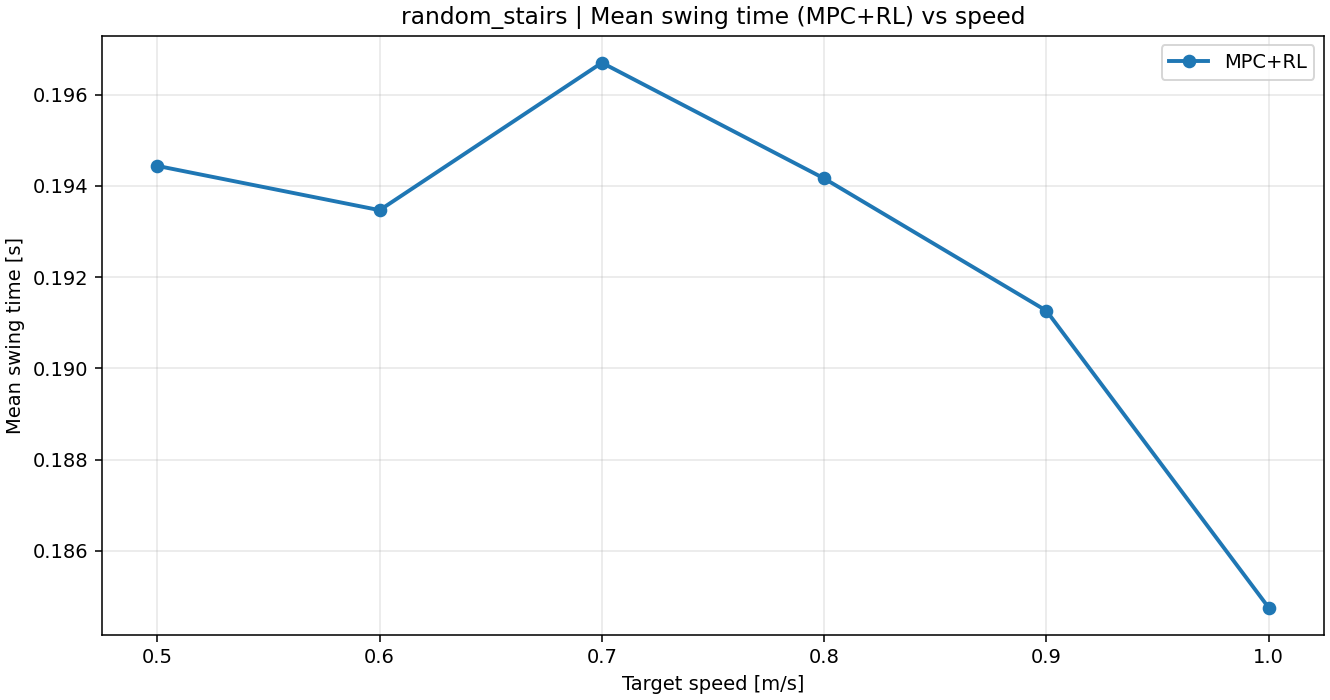 random_stairs | Mean swing time (MPC+RL) vs speed
MPC+RL
Mean swing time [s]
0.196
0.194
0.192
0.190
0.188
0.186
0.5 0.6 0.7 0.8 0.9 1.0
Target speed [m/s]